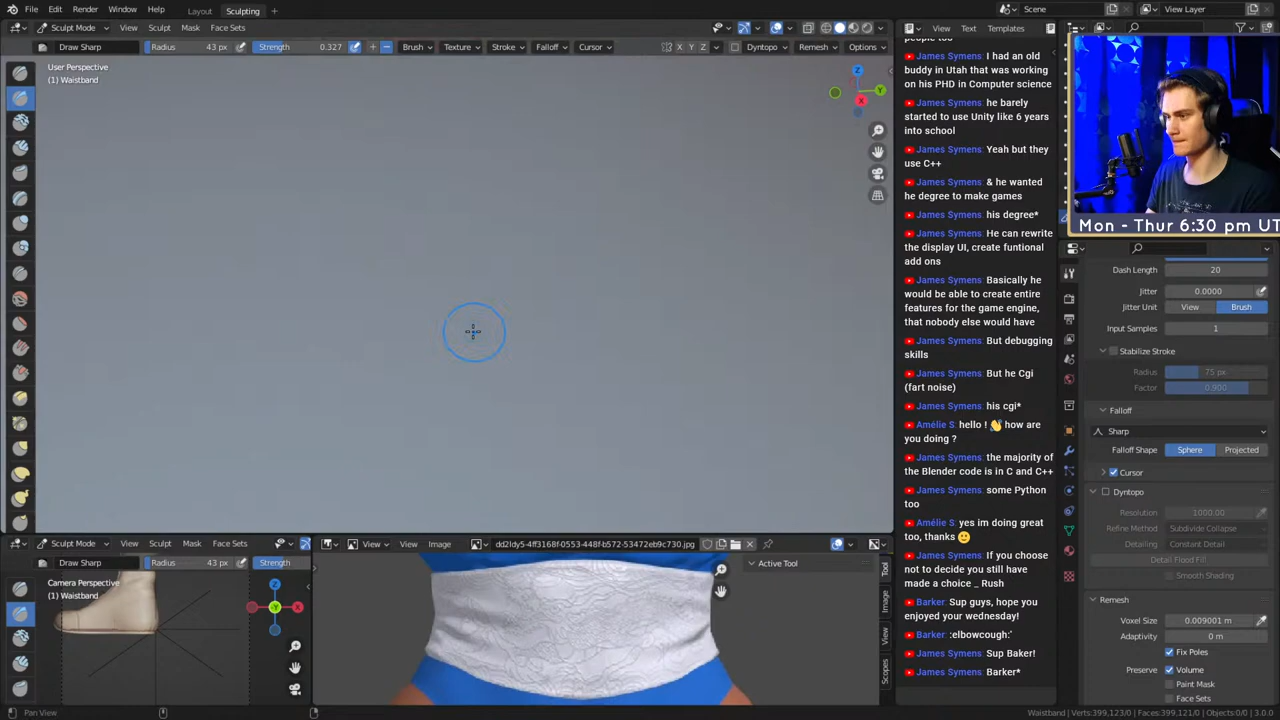 File Edit Render Window Help Layout Sculpting Scene View Layer
Sculpt Mode View Sculpt Mask Face Sets
Draw Sharp Radius 43 px Strength 0.327 Brush Texture Stroke Falloff Cursor X Y Z Dyntopo Remesh Options
View Text Templates
User Perspective
(1) Waistband
I had an old
buddy in Utah that was working
on his PHD in Computer science
James Symens: he barely
started to use Unity like 6 years
into school
James Symens: Yeah but they
use C++
James Symens: & he wanted
he degree to make games
James Symens: his degree*
James Symens: He can rewrite
the display UI, create funtional
add ons
James Symens: Basically he
would be able to create entire
features for the game engine,
that nobody else would have
James Symens: But debugging
skills
James Symens: But he Cgi
(fart noise)
James Symens: his cgi*
Amélie S: hello ! 👋 how are
you doing ?
James Symens: the majority of
the Blender code is in C and C++
James Symens: some Python
too
Amélie S: yes im doing great
too, thanks 🙂
James Symens: If you choose
not to decide you still have
made a choice _ Rush
Barker: Sup guys, hope you
enjoyed your wednesday!
Barker: :elbowcough:'
James Symens: Sup Baker!
James Symens: Barker*
Mon - Thur 6:30 pm UT
Dash Length 20
Jitter 0.0000
Jitter Unit View Brush
Input Samples 1
Stabilize Stroke
Radius 75 px
Factor 0.900
Falloff
Sharp
Falloff Shape Sphere Projected
Cursor
Dyntopo
Resolution 1000.00
Refine Method Subdivide Collapse
Detailing Constant Detail
Detail Flood Fill
Smooth Shading
Remesh
Voxel Size 0.009001 m
Adaptivity 0 m
Fix Poles
Preserve Volume
Paint Mask
Face Sets
Sculpt Mode View Sculpt Mask Face Sets
Draw Sharp Radius 43 px Strength
Camera Perspective
(1) Waistband
View View Image dd2ldy5-4ff3168f-0553-448f-b572-53472eb9c730.jpg
Active Tool
Tool
Image
View
Scopes
Pan View
Waistband | Verts:399,123/0 | Faces:399,121/0 | Objects:0/0 | 3.0.0